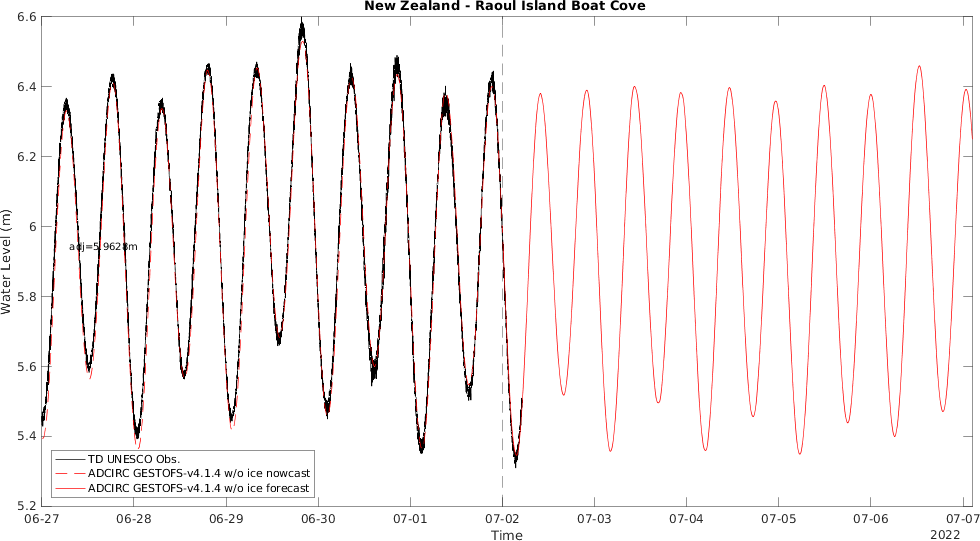 New Zealand - Raoul Island Boat Cove
6.6
6.4
6.2
6
5.8
5.6
5.4
5.2
Water Level (m)
adj=5.9628m
TD UNESCO Obs.
ADCIRC GESTOFS-v4.1.4 w/o ice nowcast
ADCIRC GESTOFS-v4.1.4 w/o ice forecast
06-27 06-28 06-29 06-30 07-01 07-02 07-03 07-04 07-05 07-06 07-07
Time
2022